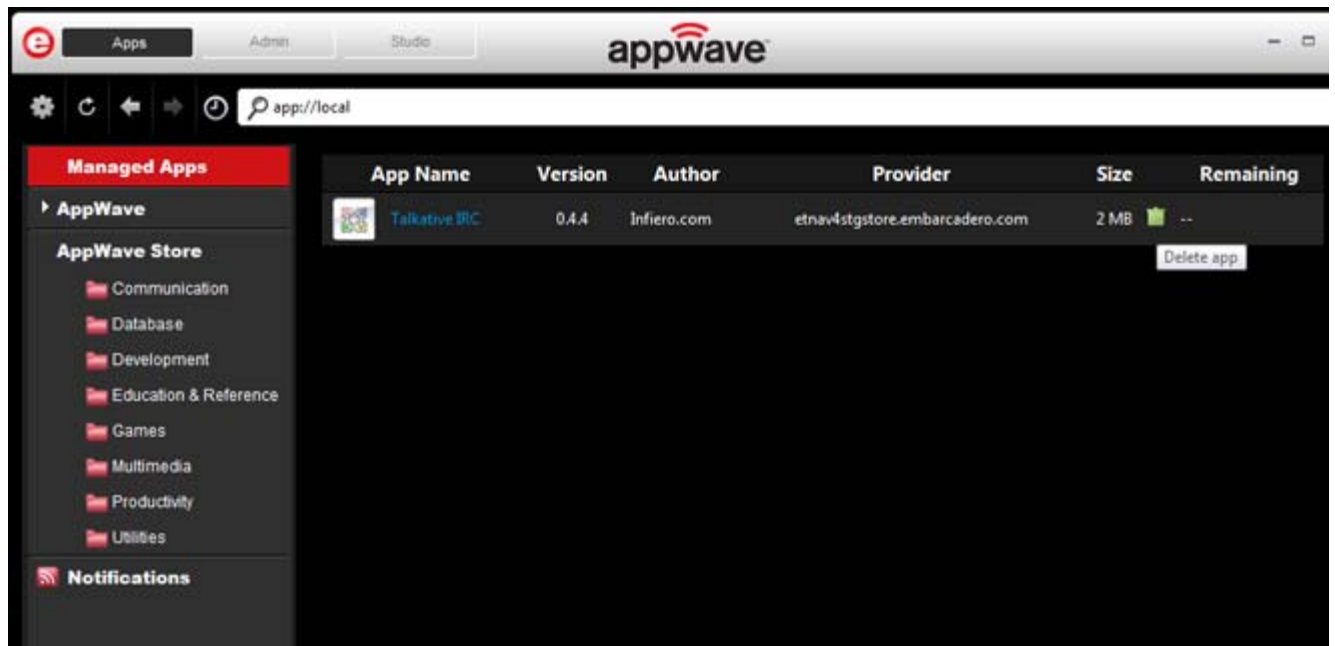 e Apps Admin Studio appwave
app://local
Managed Apps
AppWave
AppWave Store
Communication
Database
Development
Education & Reference
Games
Multimedia
Productivity
Utilities
Notifications
App Name Version Author Provider Size Remaining
Talkative IRC 0.4.4 Infiero.com etnav4stgstore.embarcadero.com 2 MB --
Delete app